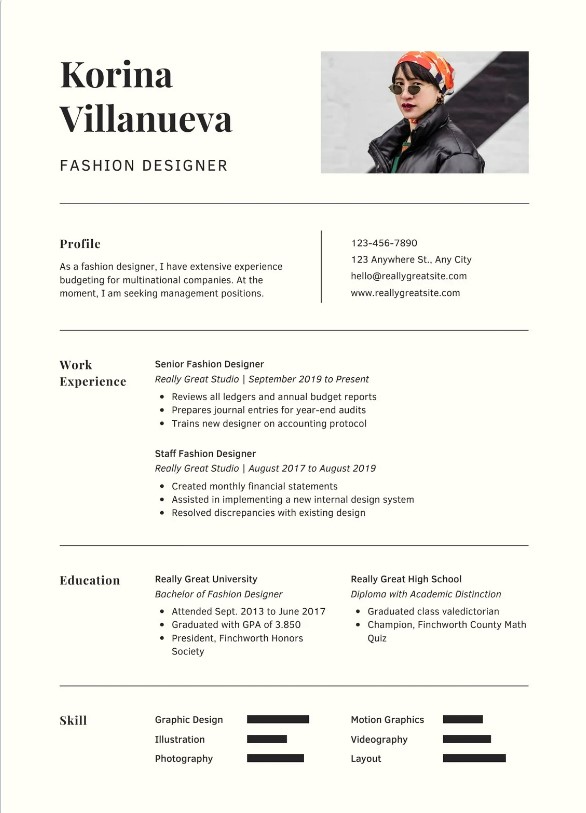 Korina
Villanueva
FASHION DESIGNER
Profile
As a fashion designer, I have extensive experience
budgeting for multinational companies. At the
moment, I am seeking management positions.
123-456-7890
123 Anywhere St., Any City
hello@reallygreatsite.com
www.reallygreatsite.com
Work
Experience
Senior Fashion Designer
Really Great Studio | September 2019 to Present
• Reviews all ledgers and annual budget reports
• Prepares journal entries for year-end audits
• Trains new designer on accounting protocol
Staff Fashion Designer
Really Great Studio | August 2017 to August 2019
• Created monthly financial statements
• Assisted in implementing a new internal design system
• Resolved discrepancies with existing design
Education
Really Great University
Bachelor of Fashion Designer
• Attended Sept. 2013 to June 2017
• Graduated with GPA of 3.850
• President, Finchworth Honors
Society
Really Great High School
Diploma with Academic Distinction
• Graduated class valedictorian
• Champion, Finchworth County Math
Quiz
Skill
Graphic Design
Illustration
Photography
Motion Graphics
Videography
Layout